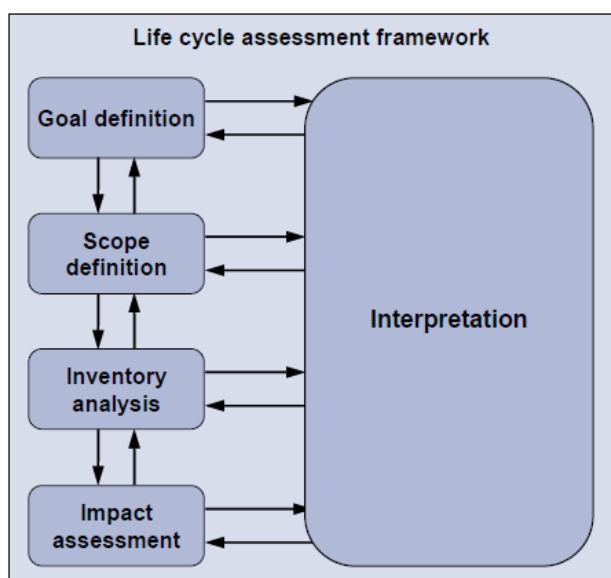 Life cycle assessment framework
Goal definition
Scope
definition
Interpretation
Inventory
analysis
Impact
assessment